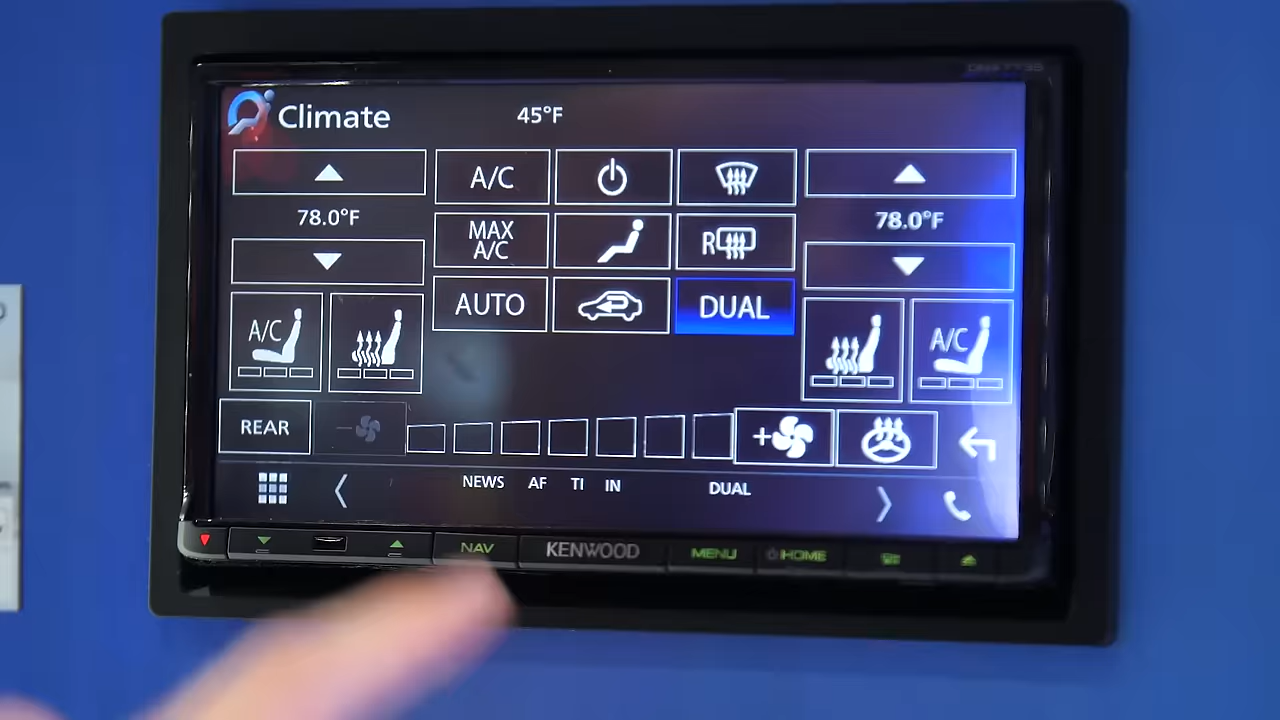 Climate 45°F
A/C
78.0°F
78.0°F
MAX
A/C
R
AUTO
DUAL
A/C
A/C
REAR
−
+
NEWS AF TI IN DUAL
NAV KENWOOD MENU HOME